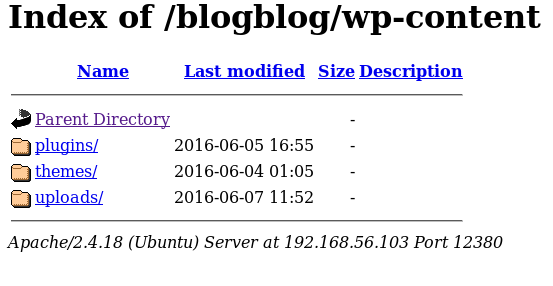 Index of /blogblog/wp-content
Name Last modified Size Description
Parent Directory -
plugins/ 2016-06-05 16:55 -
themes/ 2016-06-04 01:05 -
uploads/ 2016-06-07 11:52 -
Apache/2.4.18 (Ubuntu) Server at 192.168.56.103 Port 12380